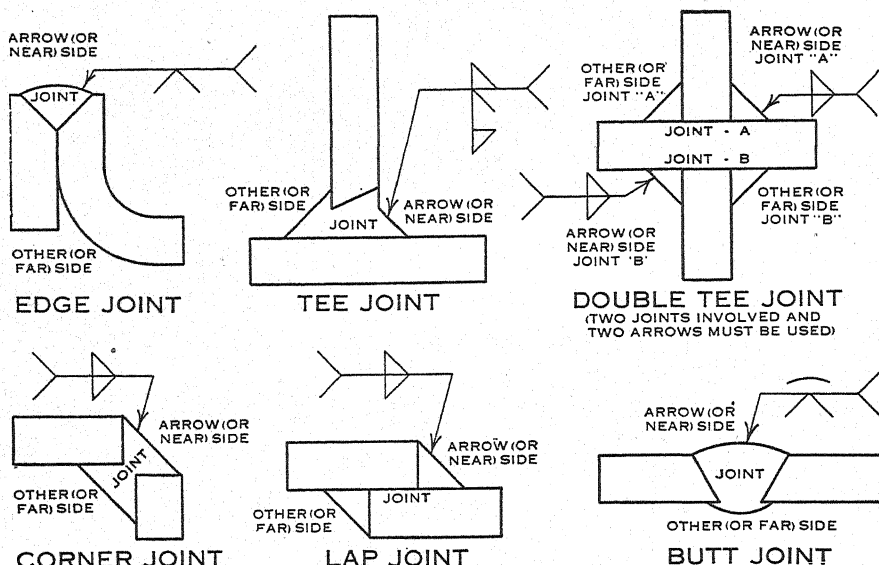 ARROW (OR
NEAR) SIDE
JOINT
OTHER (OR
FAR) SIDE
EDGE JOINT
OTHER (OR
FAR) SIDE
ARROW (OR
NEAR) SIDE
JOINT
TEE JOINT
ARROW (OR
NEAR) SIDE
JOINT "A"
OTHER (OR
FAR) SIDE
JOINT "A"
JOINT - A
JOINT - B
ARROW (OR
NEAR) SIDE
JOINT 'B'
OTHER (OR
FAR) SIDE
JOINT "B"
DOUBLE TEE JOINT
(TWO JOINTS INVOLVED AND
TWO ARROWS MUST BE USED)
ARROW (OR
NEAR) SIDE
JOINT
OTHER (OR
FAR) SIDE
CORNER JOINT
ARROW (OR
NEAR) SIDE
JOINT
OTHER (OR
FAR) SIDE
LAP JOINT
ARROW (OR
NEAR) SIDE
JOINT
OTHER (OR FAR) SIDE
BUTT JOINT